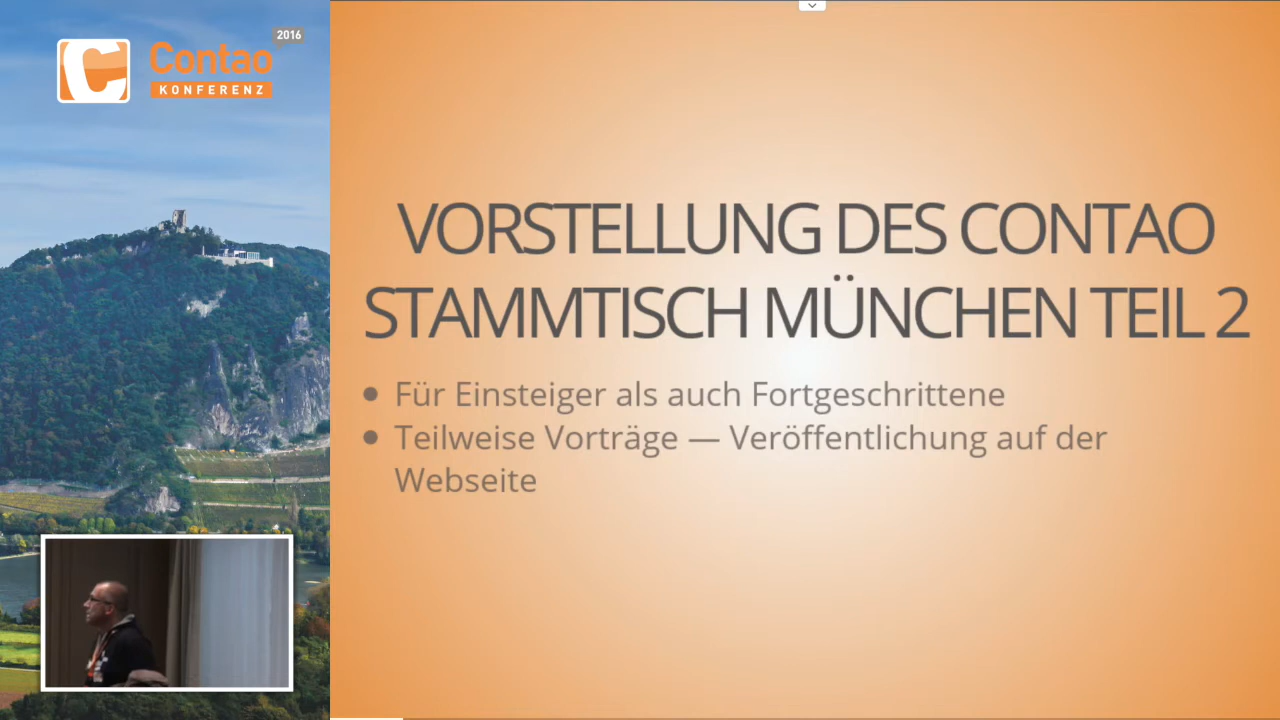 2016
Contao
KONFERENZ
VORSTELLUNG DES CONTAO
STAMMTISCH MÜNCHEN TEIL 2
• Für Einsteiger als auch Fortgeschrittene
• Teilweise Vorträge — Veröffentlichung auf der
Webseite